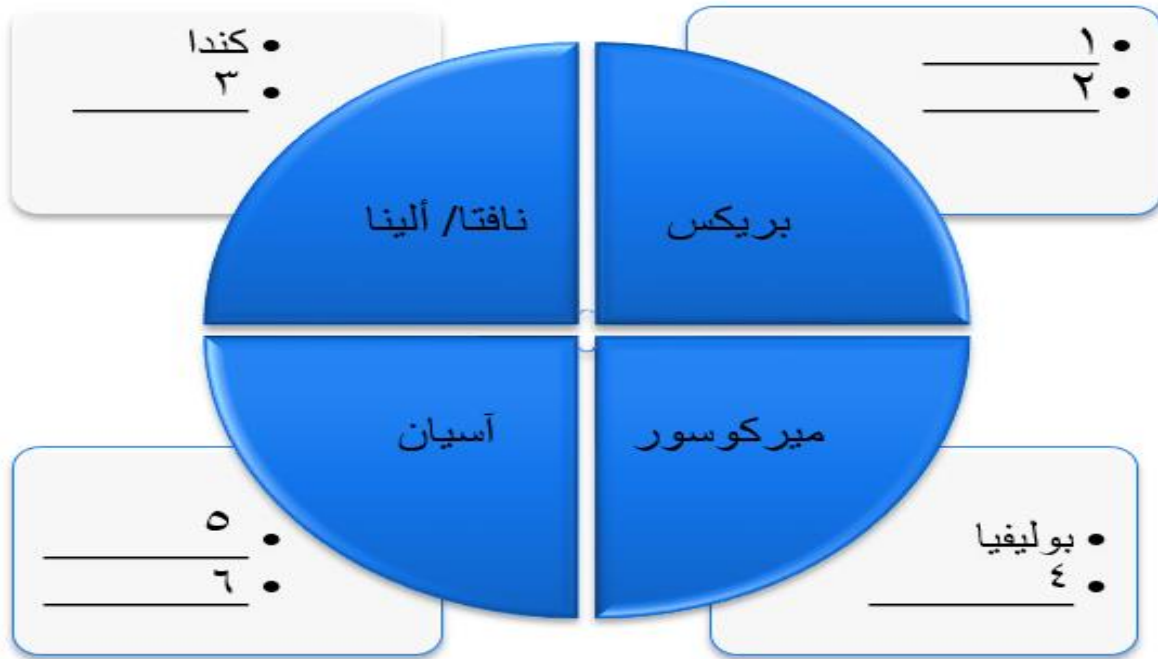 ١
٢
كندا
٣
بريكس
نافتا/ ألينا
ميركوسور
آسيان
بوليفيا
٤
٥
٦